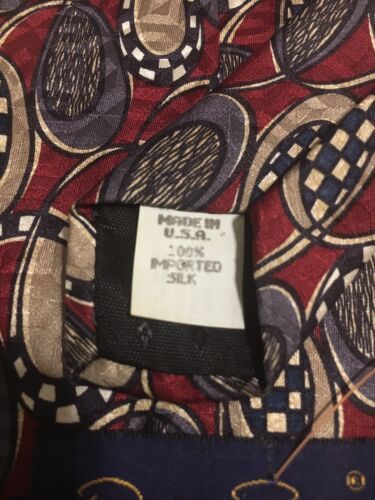 MADE IN
U.S.A.
100%
IMPORTED
SILK